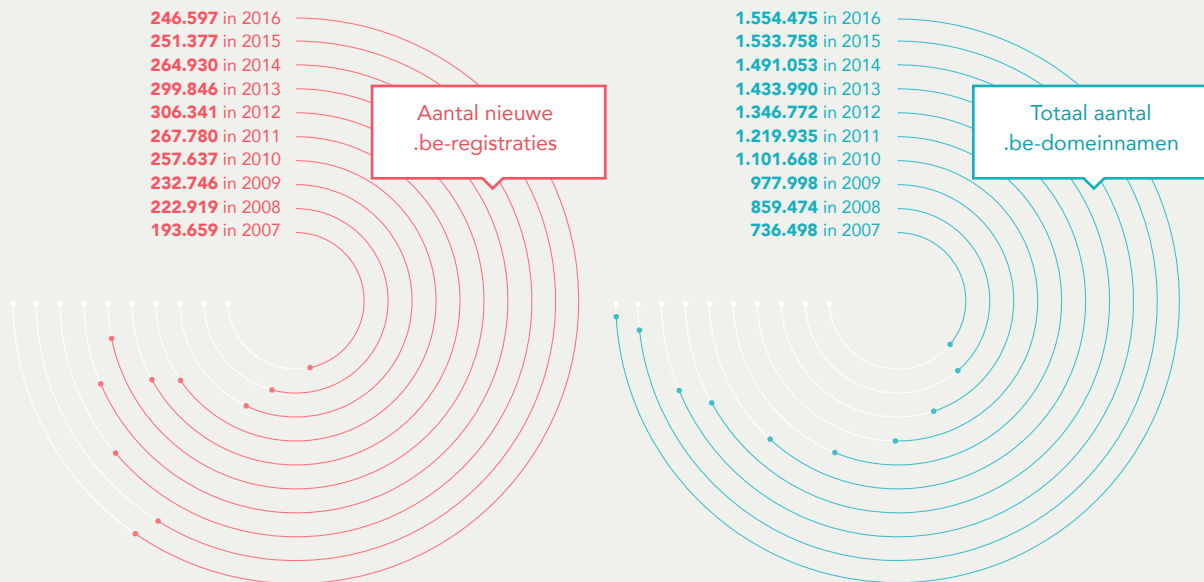 246.597 in 2016
251.377 in 2015
264.930 in 2014
299.846 in 2013
306.341 in 2012
267.780 in 2011
257.637 in 2010
232.746 in 2009
222.919 in 2008
193.659 in 2007
Aantal nieuwe
.be-registraties
1.554.475 in 2016
1.533.758 in 2015
1.491.053 in 2014
1.433.990 in 2013
1.346.772 in 2012
1.219.935 in 2011
1.101.668 in 2010
977.998 in 2009
859.474 in 2008
736.498 in 2007
Totaal aantal
.be-domeinnamen